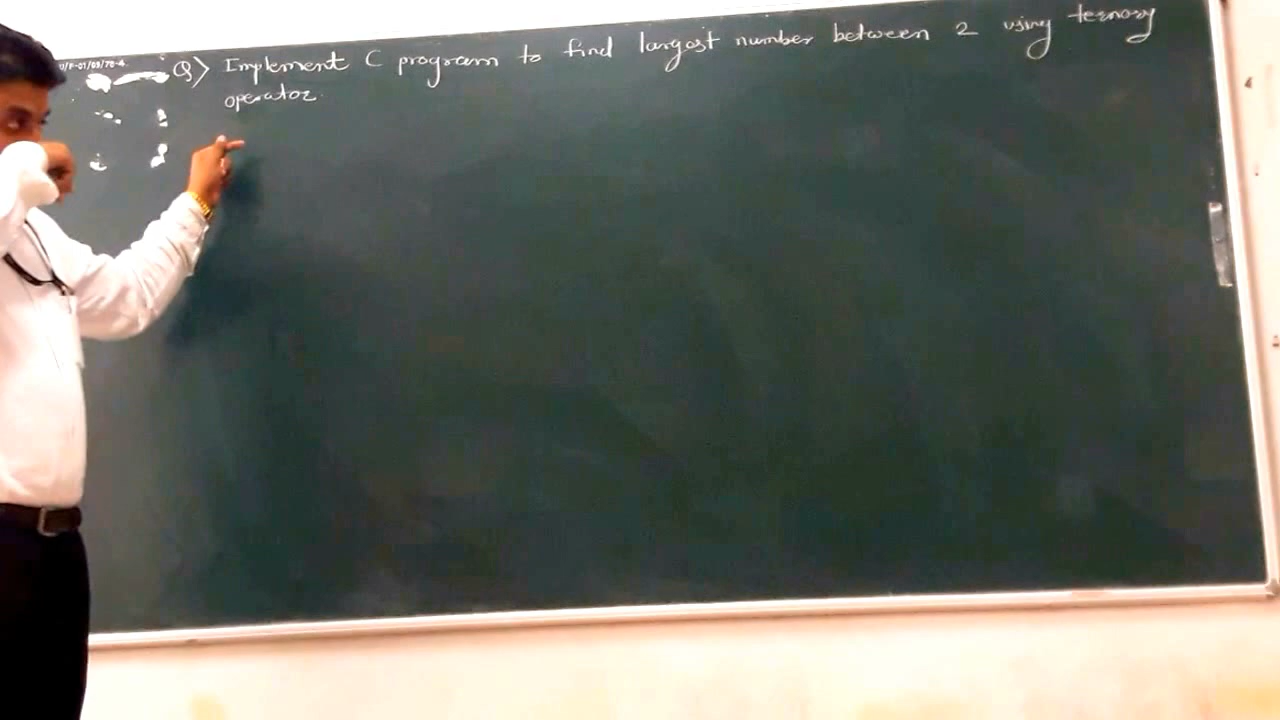 Q> Implement C program to find largest number between 2 using ternary
operator.